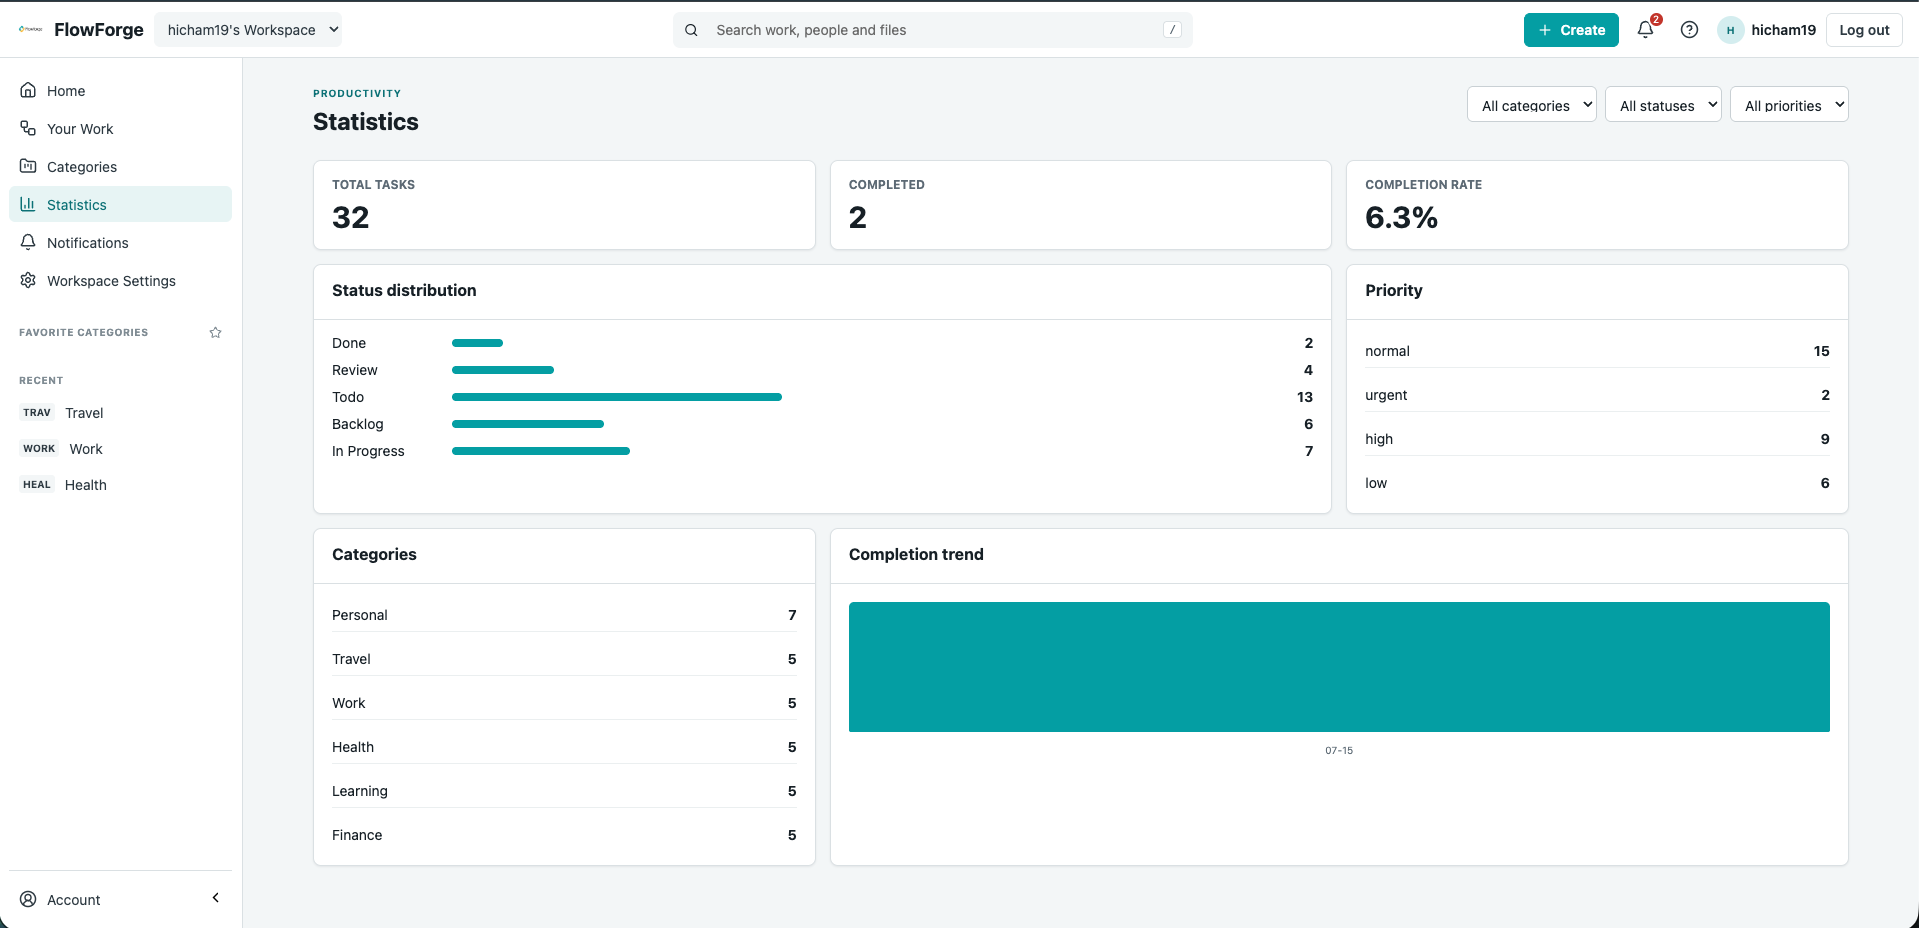 FlowForge
hicham19's Workspace
Search work, people and files
/
+ Create
2
H
hicham19
Log out
Home
Your Work
Categories
Statistics
Notifications
Workspace Settings
FAVORITE CATEGORIES
RECENT
TRAV Travel
WORK Work
HEAL Health
Account
PRODUCTIVITY
Statistics
All categories
All statuses
All priorities
TOTAL TASKS
32
COMPLETED
2
COMPLETION RATE
6.3%
Status distribution
Done 2
Review 4
Todo 13
Backlog 6
In Progress 7
Priority
normal 15
urgent 2
high 9
low 6
Categories
Personal 7
Travel 5
Work 5
Health 5
Learning 5
Finance 5
Completion trend
07-15